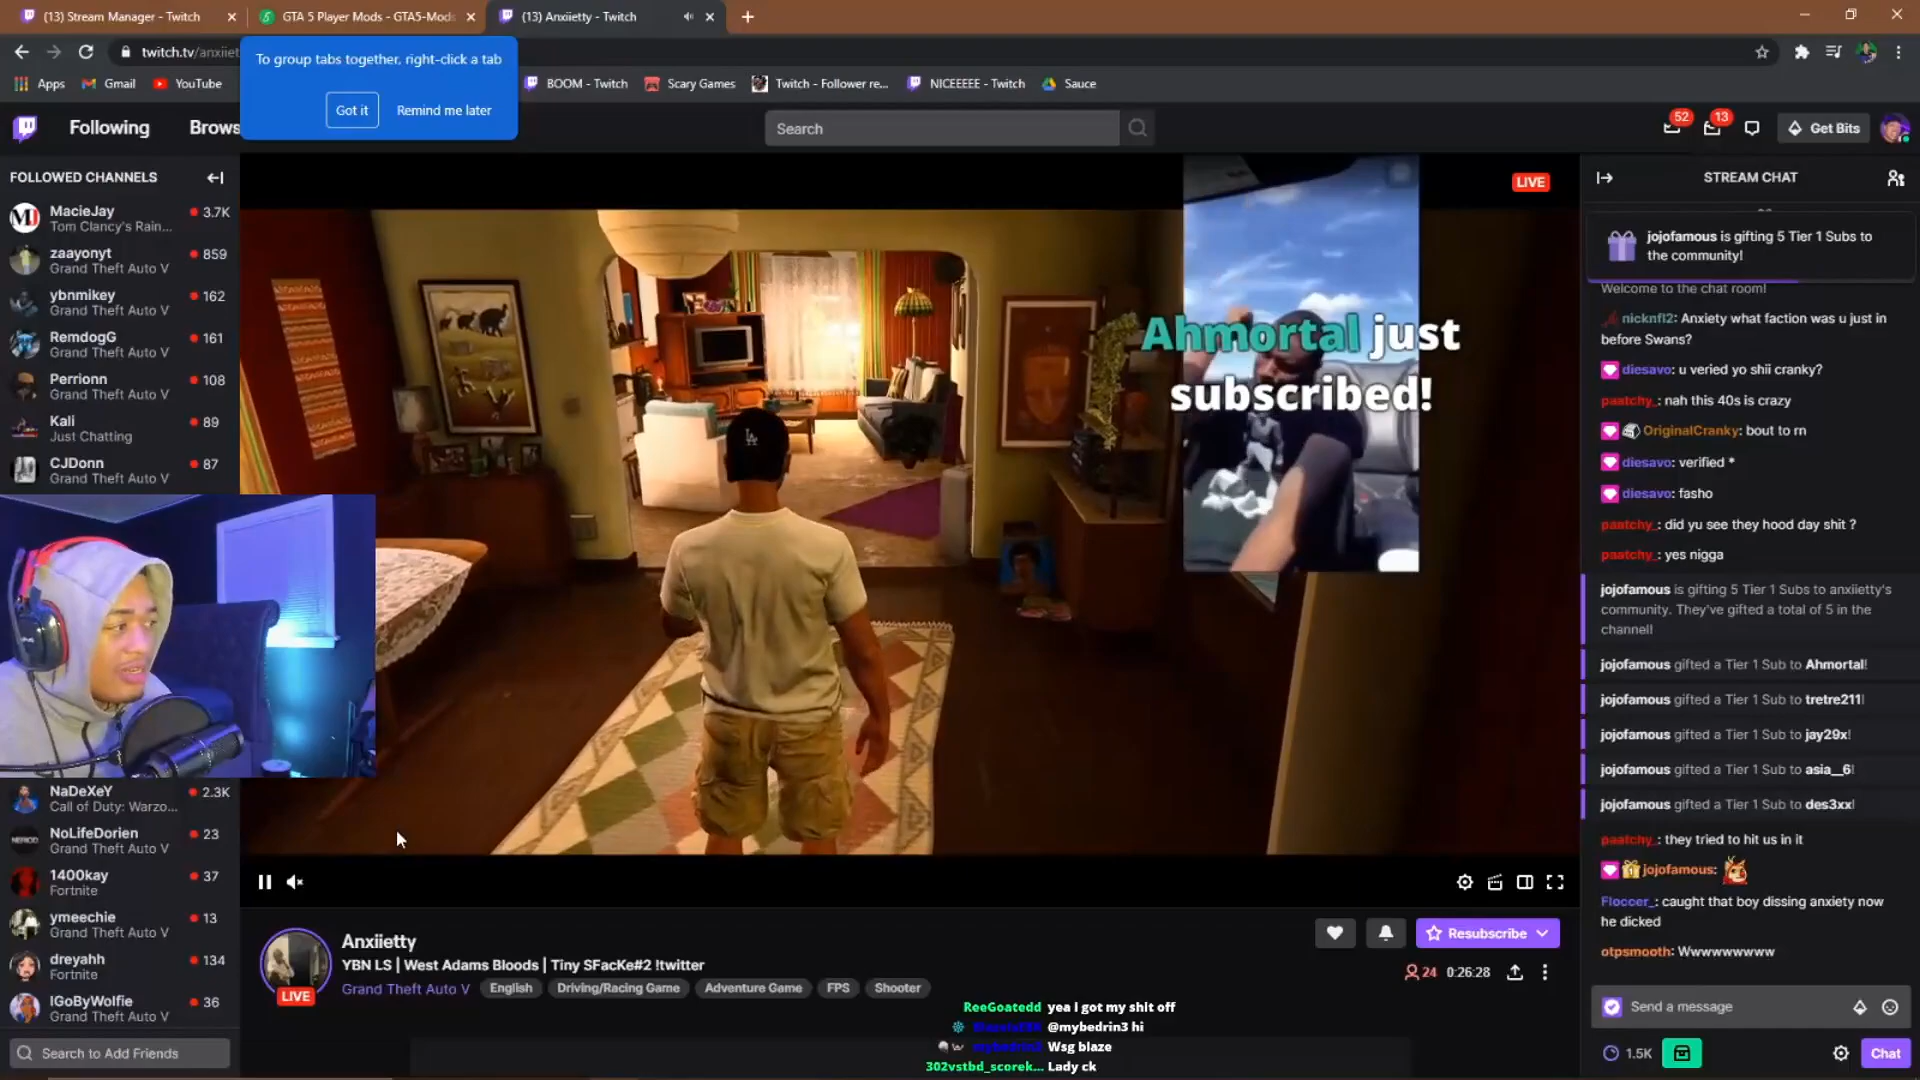 (13) Stream Manager - Twitch
GTA 5 Player Mods - GTA5-Mods
(13) Anxiietty - Twitch
twitch.tv/anxiiet
To group tabs together, right-click a tab
Got it
Remind me later
Apps
Gmail
YouTube
BOOM - Twitch
Scary Games
Twitch - Follower re...
NICEEEEE - Twitch
Sauce
Following
Brows
Search
52
13
Get Bits
FOLLOWED CHANNELS
MacieJay
3.7K
Tom Clancy's Rain...
zaayonyt
859
Grand Theft Auto V
ybnmikey
162
Grand Theft Auto V
RemdogG
161
Grand Theft Auto V
Perrionn
108
Grand Theft Auto V
Kali
89
Just Chatting
CJDonn
87
Grand Theft Auto V
NaDeXeY
2.3K
Call of Duty: Warzo...
NoLifeDorien
23
Grand Theft Auto V
1400kay
37
Fortnite
ymeechie
13
Grand Theft Auto V
dreyahh
134
Fortnite
IGoByWolfie
36
Grand Theft Auto V
Search to Add Friends
LIVE
LA
Ahmortal just
subscribed!
Anxiietty
YBN LS | West Adams Bloods | Tiny SFacKe#2 !twitter
Grand Theft Auto V
English
Driving/Racing Game
Adventure Game
FPS
Shooter
LIVE
Resubscribe
24
0:26:28
ReeGoatedd yea I got my shit off
@mybedrin3 hi
Wsg blaze
302vstbd_scorek... Lady ck
STREAM CHAT
jojofamous is gifting 5 Tier 1 Subs to
the community!
Welcome to the chat room!
nicknfl2: Anxiety what faction was u just in
before Swans?
diesavo: u veried yo shii cranky?
paatchy_: nah this 40s is crazy
OriginalCranky: bout to rn
diesavo: verified *
diesavo: fasho
paatchy_: did yu see they hood day shit ?
paatchy_: yes nigga
jojofamous is gifting 5 Tier 1 Subs to anxiietty's
community. They've gifted a total of 5 in the
channel!
jojofamous gifted a Tier 1 Sub to Ahmortal!
jojofamous gifted a Tier 1 Sub to tretre211!
jojofamous gifted a Tier 1 Sub to jay29x!
jojofamous gifted a Tier 1 Sub to asia__6!
jojofamous gifted a Tier 1 Sub to des3xx!
paatchy_: they tried to hit us in it
jojofamous:
Floccer_: caught that boy dissing anxiety now
he dicked
otpsmooth: Wwwwwwwww
Send a message
1.5K
Chat